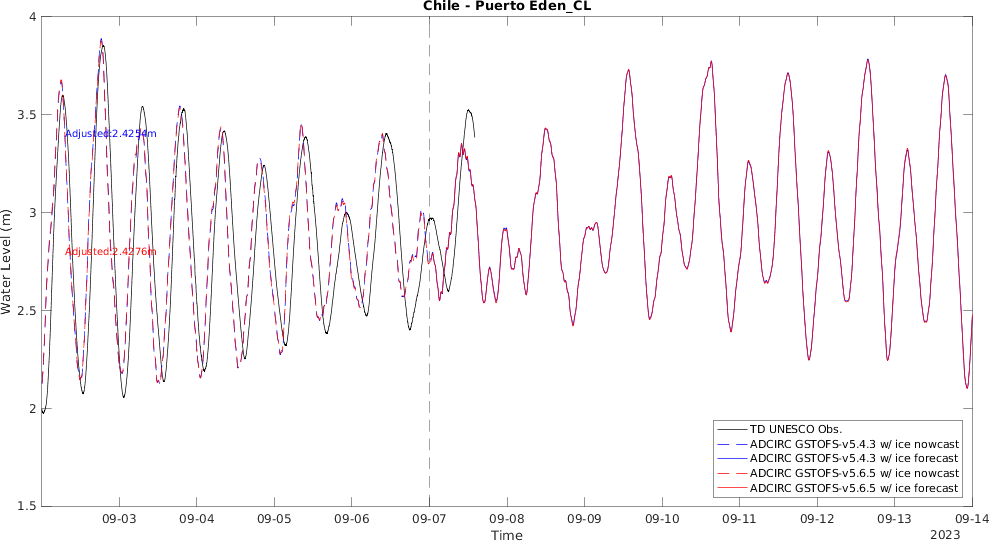 Chile - Puerto Eden_CL
4
3.5
3
2.5
2
1.5
Water Level (m)
Adjusted:2.4254m
Adjusted:2.4276m
TD UNESCO Obs.
ADCIRC GSTOFS-v5.4.3 w/ ice nowcast
ADCIRC GSTOFS-v5.4.3 w/ ice forecast
ADCIRC GSTOFS-v5.6.5 w/ ice nowcast
ADCIRC GSTOFS-v5.6.5 w/ ice forecast
09-03 09-04 09-05 09-06 09-07 09-08 09-09 09-10 09-11 09-12 09-13 09-14
Time
2023